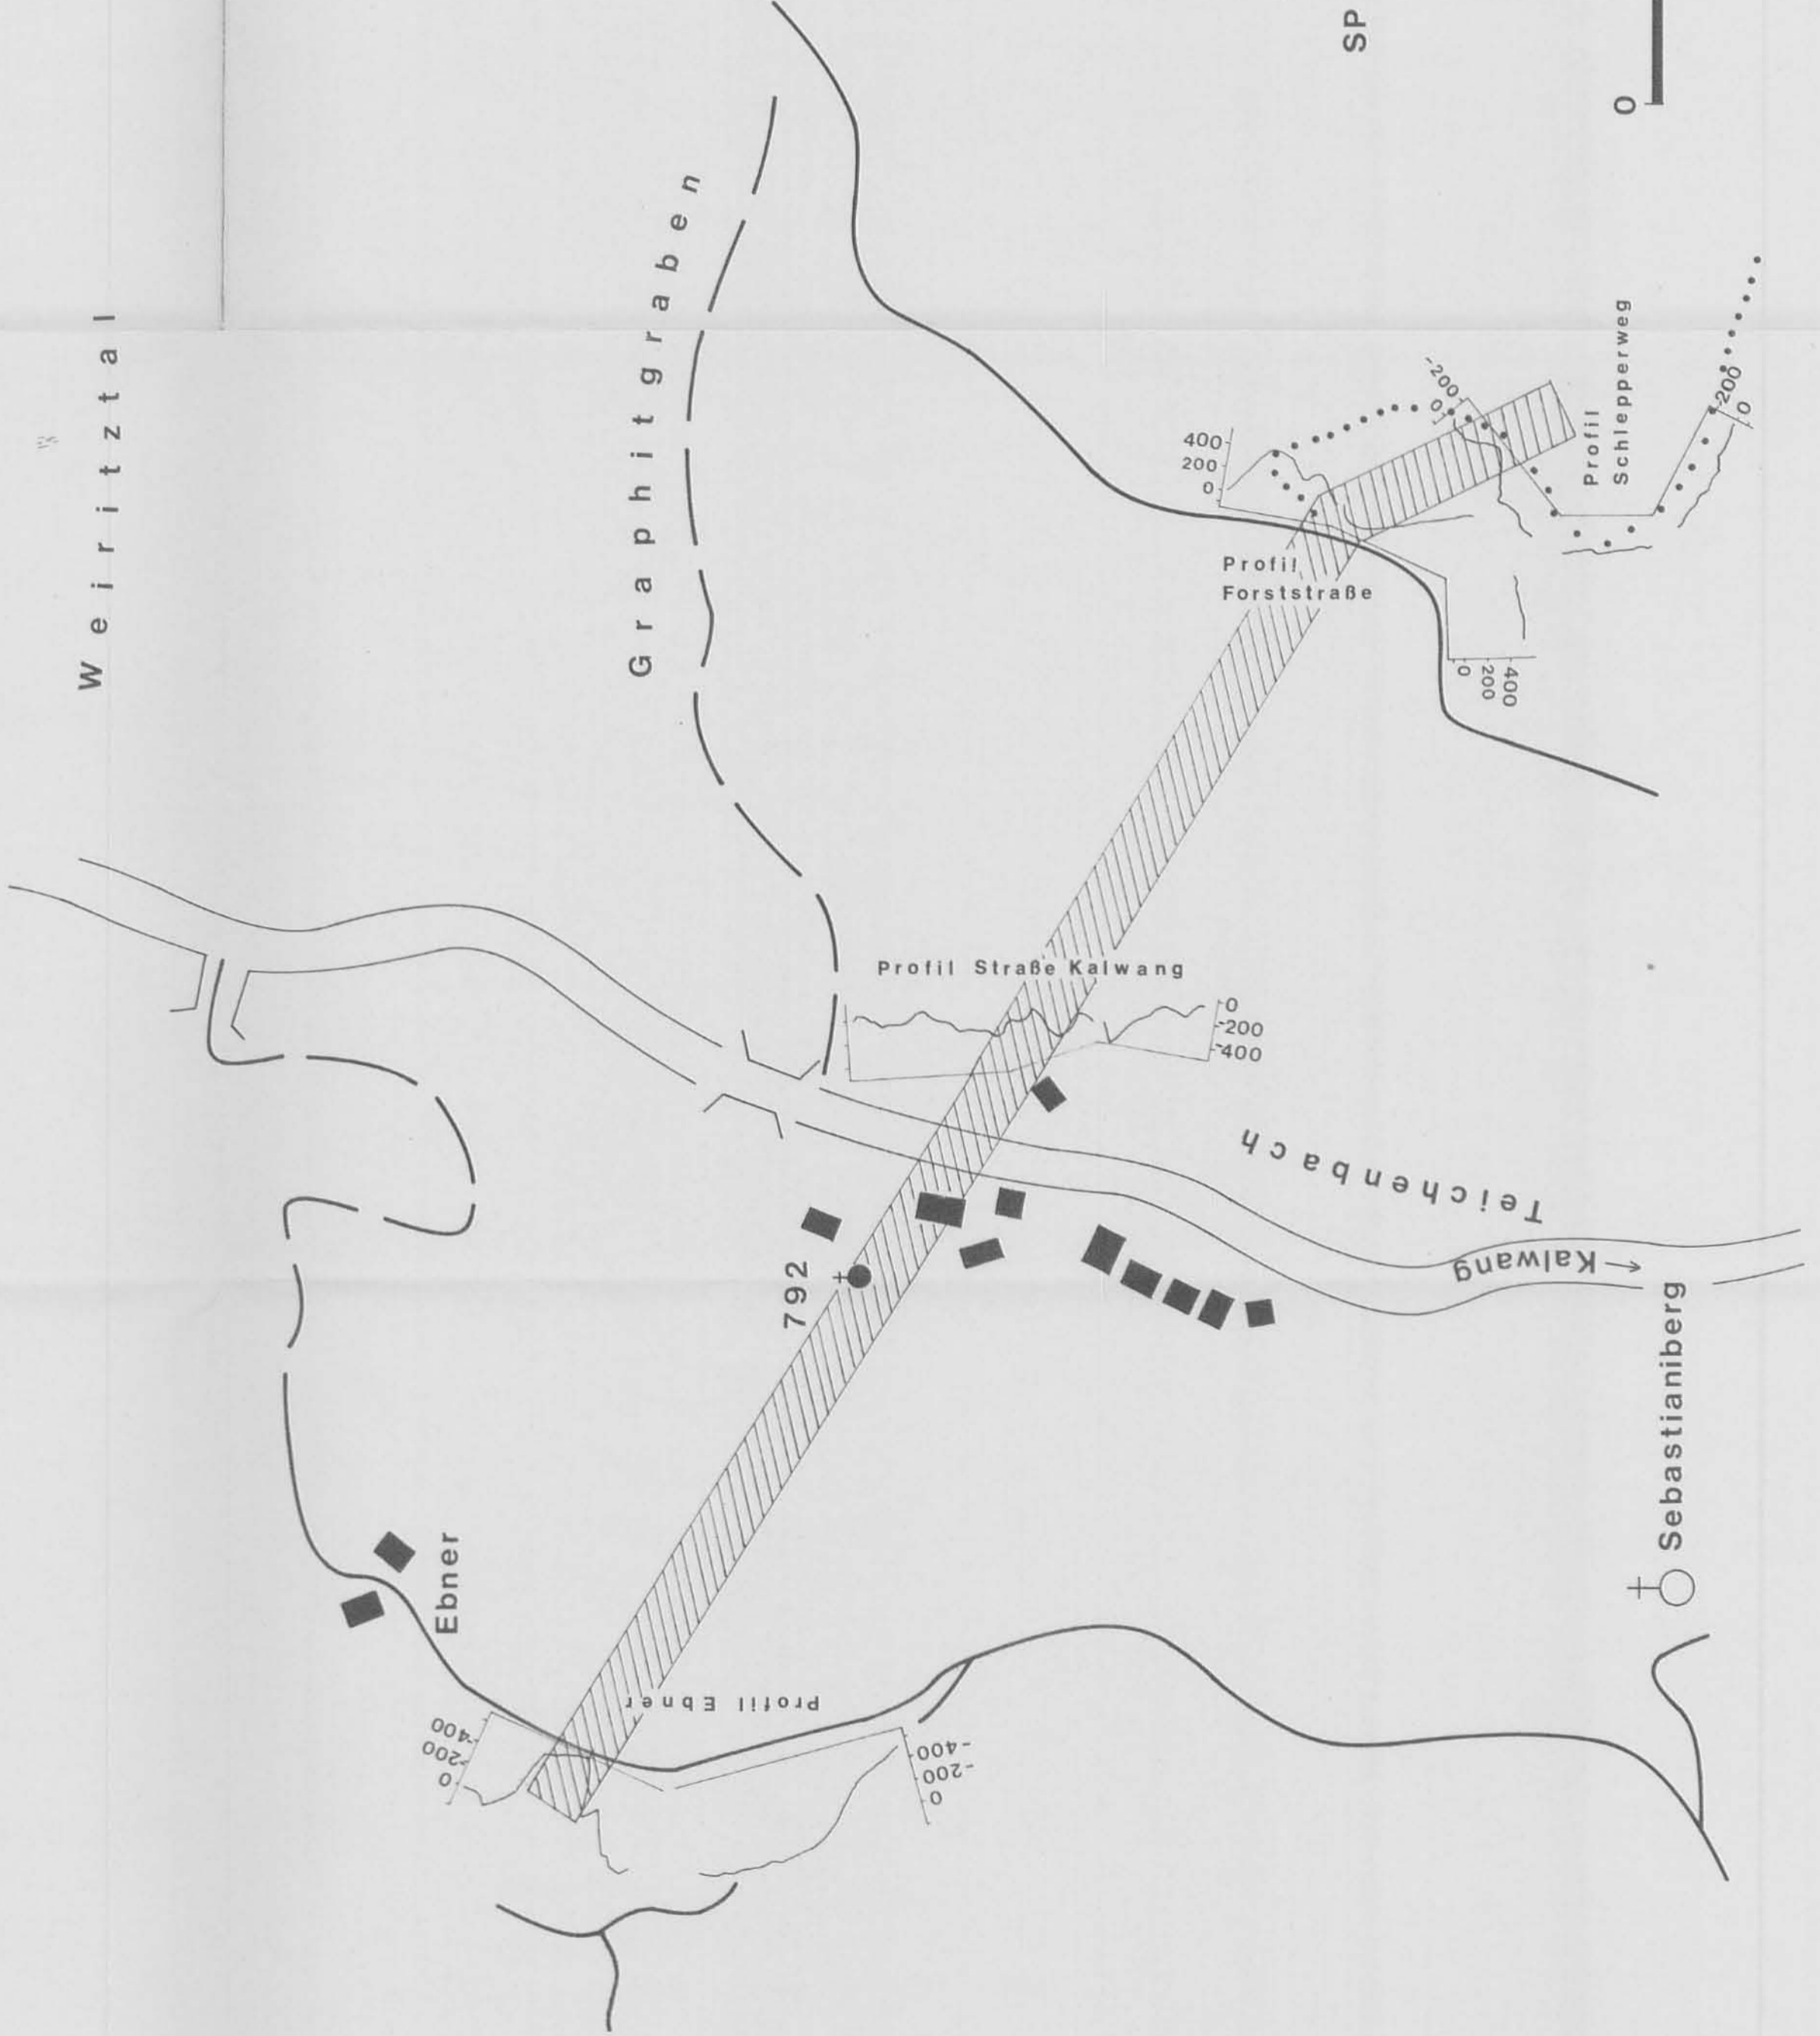 SP
0
Weiritztal
Graphitgraben
Profil
Schlepperweg
-200
0
-200
0
400
200
0
Profil
Forststraße
0
200
400
Profil Straße Kalwang
0
-200
-400
Teichenbach
Kalwang →
792
Sebastianiberg
Ebner
Profil Ebner
-400
-200
0
-400
-200
0